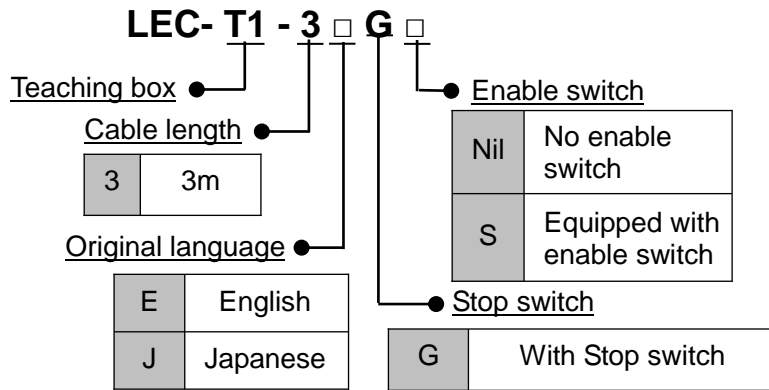 LEC- T1 - 3 □ G □
Teaching box
Cable length
3 3m
Original language
E English
J Japanese
Enable switch
Nil No enable
switch
S Equipped with
enable switch
Stop switch
G With Stop switch